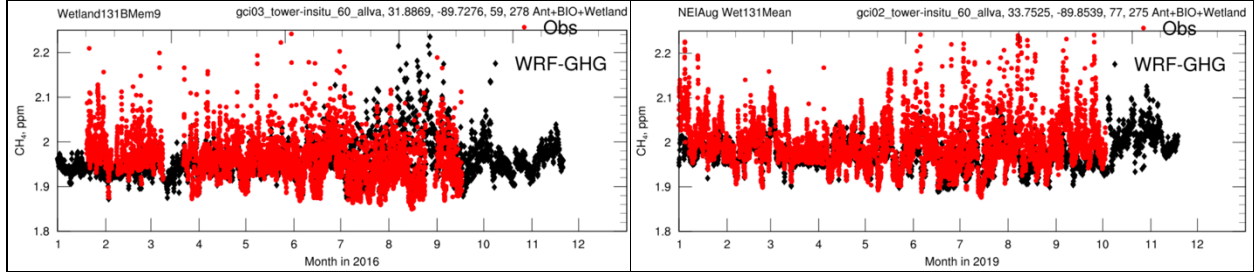 Wetland131BMem9 gci03_tower-insitu_60_allva, 31.8869, -89.7276, 59, 278 Ant+BIO+Wetland
Obs
WRF-GHG
2.2
2.1
2
1.9
1.8
CH₄, ppm
1 2 3 4 5 6 7 8 9 10 11 12
Month in 2016
NEIAug Wet131Mean gci02_tower-insitu_60_allva, 33.7525, -89.8539, 77, 275 Ant+BIO+Wetland
Obs
WRF-GHG
2.2
2.1
2
1.9
1.8
CH₄, ppm
1 2 3 4 5 6 7 8 9 10 11 12
Month in 2019